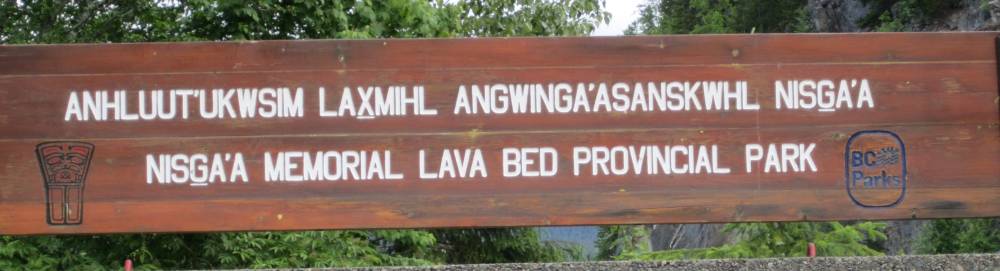 ANHLUUT'UKWSIM LAX̲MIHL ANGWINGA'ASANSKWHL NISG̲A'A
NISG̲A'A MEMORIAL LAVA BED PROVINCIAL PARK
BC
Parks